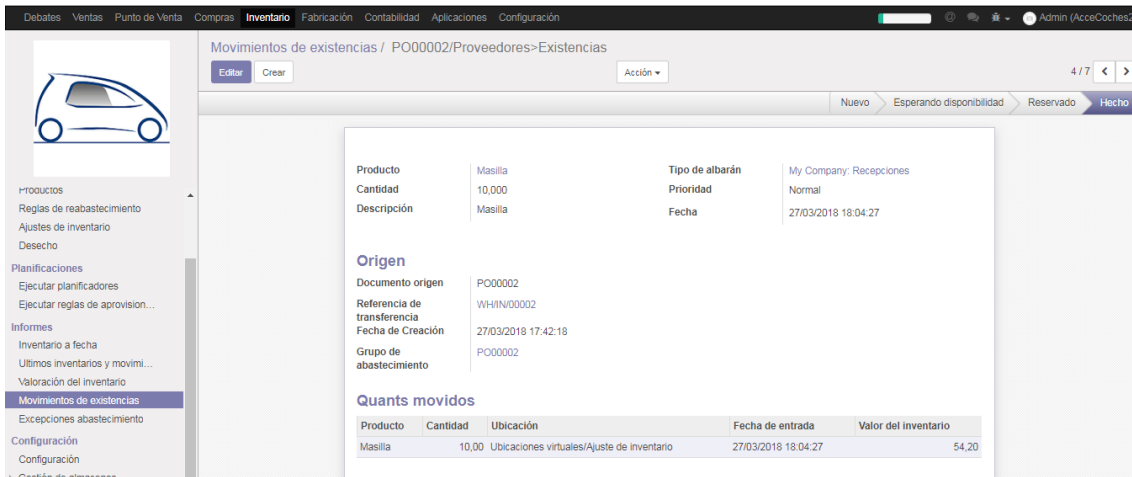 Debates Ventas Punto de Venta Compras Inventario Fabricación Contabilidad Aplicaciones Configuración Admin (AcceCoches2
Movimientos de existencias / PO00002/Proveedores>Existencias
Editar Crear Acción 4 / 7
Nuevo Esperando disponibilidad Reservado Hecho
Productos
Reglas de reabastecimiento
Ajustes de inventario
Desecho
Planificaciones
Ejecutar planificadores
Ejecutar reglas de aprovision...
Informes
Inventario a fecha
Ultimos inventarios y movimi...
Valoración del inventario
Movimientos de existencias
Excepciones abastecimiento
Configuración
Configuración
Gestión de almacenes
Producto Masilla Tipo de albarán My Company: Recepciones
Cantidad 10,000 Prioridad Normal
Descripción Masilla Fecha 27/03/2018 18:04:27
Origen
Documento origen PO00002
Referencia de transferencia WH/IN/00002
Fecha de Creación 27/03/2018 17:42:18
Grupo de abastecimiento PO00002
Quants movidos
Producto Cantidad Ubicación Fecha de entrada Valor del inventario
Masilla 10,00 Ubicaciones virtuales/Ajuste de inventario 27/03/2018 18:04:27 54,20